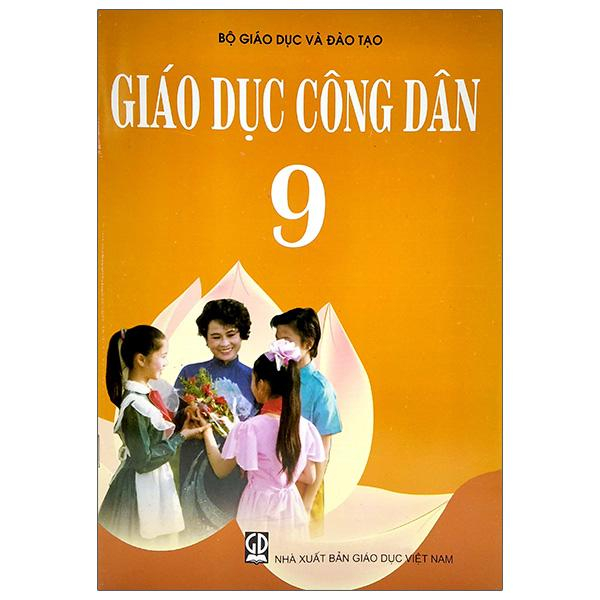 BỘ GIÁO DỤC VÀ ĐÀO TẠO
GIÁO DỤC CÔNG DÂN
9
GD
NHÀ XUẤT BẢN GIÁO DỤC VIỆT NAM